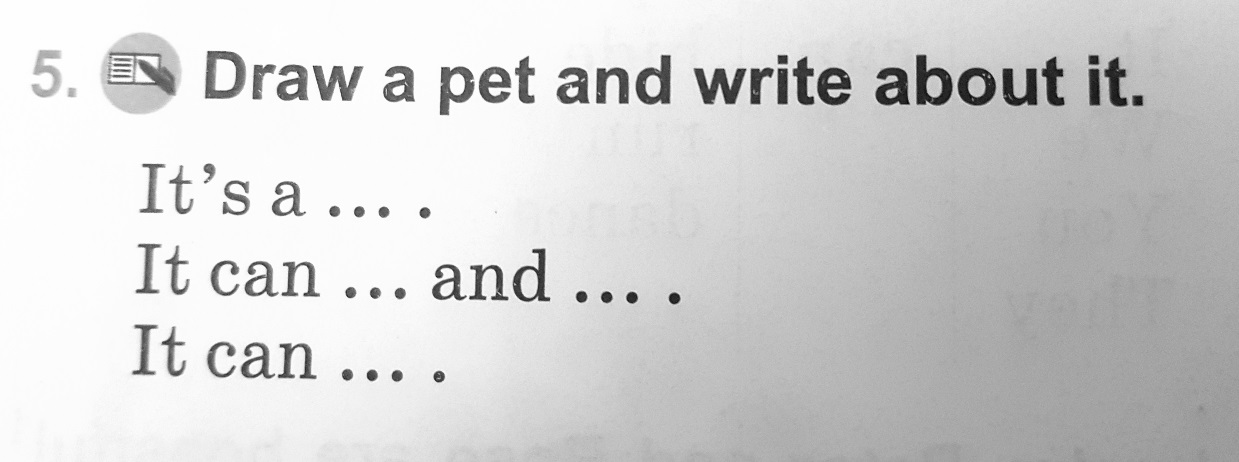 5. Draw a pet and write about it.
It's a ... .
It can ... and ... .
It can ... .